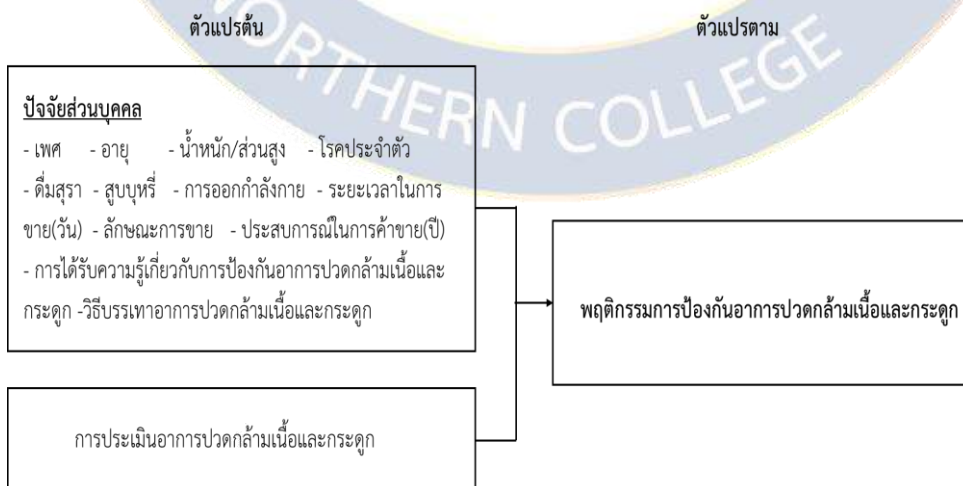 ตัวแปรต้น
ตัวแปรตาม
NORTHERN COLLEGE
ปัจจัยส่วนบุคคล
- เพศ - อายุ - น้ำหนัก/ส่วนสูง - โรคประจำตัว
- ดื่มสุรา - สูบบุหรี่ - การออกกำลังกาย - ระยะเวลาในการ
ขาย(วัน) - ลักษณะการขาย - ประสบการณ์ในการค้าขาย(ปี)
- การได้รับความรู้เกี่ยวกับการป้องกันอาการปวดกล้ามเนื้อและ
กระดูก -วิธีบรรเทาอาการปวดกล้ามเนื้อและกระดูก
พฤติกรรมการป้องกันอาการปวดกล้ามเนื้อและกระดูก
การประเมินอาการปวดกล้ามเนื้อและกระดูก